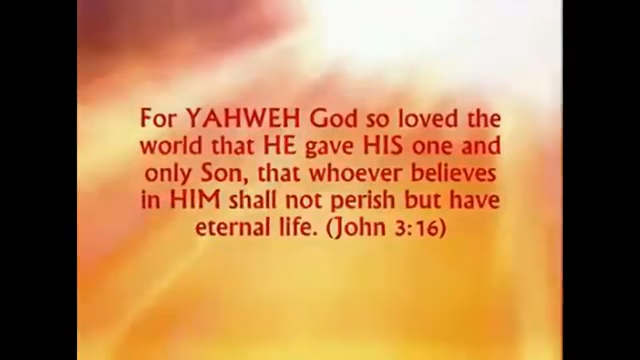 For YAHWEH God so loved the
world that HE gave HIS one and
only Son, that whoever believes
in HIM shall not perish but have
eternal life. (John 3:16)